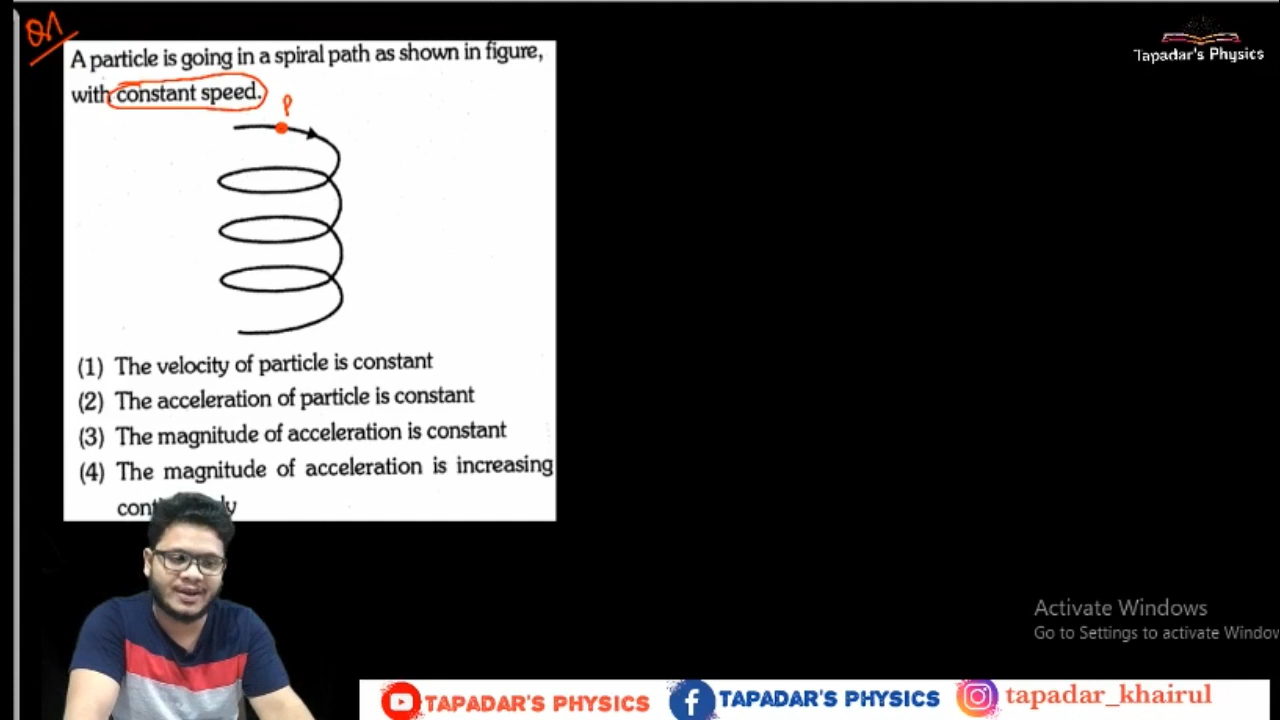 Q1
A particle is going in a spiral path as shown in figure,
with constant speed.
P
(1) The velocity of particle is constant
(2) The acceleration of particle is constant
(3) The magnitude of acceleration is constant
(4) The magnitude of acceleration is increasing
Tapadar's Physics
Activate Windows
Go to Settings to activate Window
TAPADAR'S PHYSICS
TAPADAR'S PHYSICS
tapadar_khairul